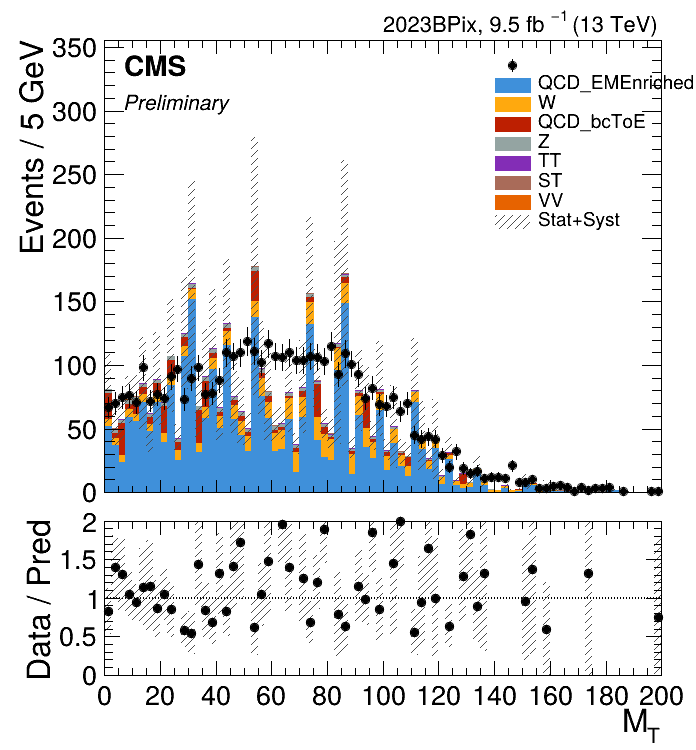 2023BPix, 9.5 fb⁻¹ (13 TeV)
CMS
Preliminary
QCD_EMEnriched
W
QCD_bcToE
Z
TT
ST
VV
Stat+Syst
Events / 5 GeV
350
300
250
200
150
100
50
0
Data / Pred
2
1.5
1
0.5
0
0 20 40 60 80 100 120 140 160 180 200
M_T